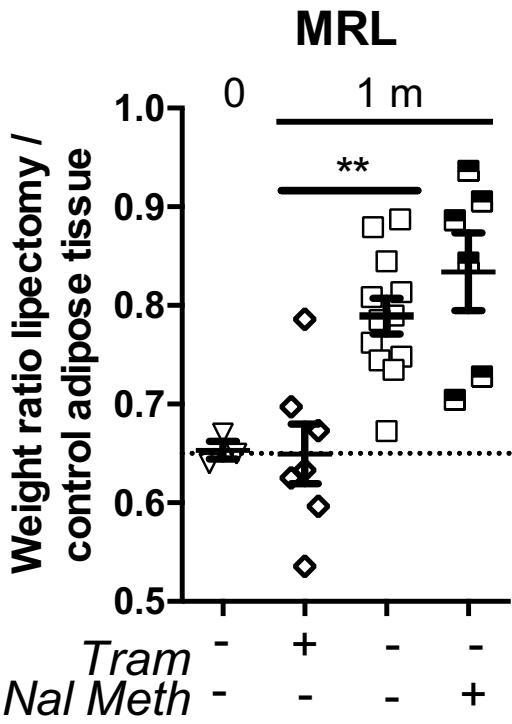 MRL
0 1 m
**
Weight ratio lipectomy /
control adipose tissue
1.0
0.9
0.8
0.7
0.6
0.5
Tram - + - -
Nal Meth - - - +